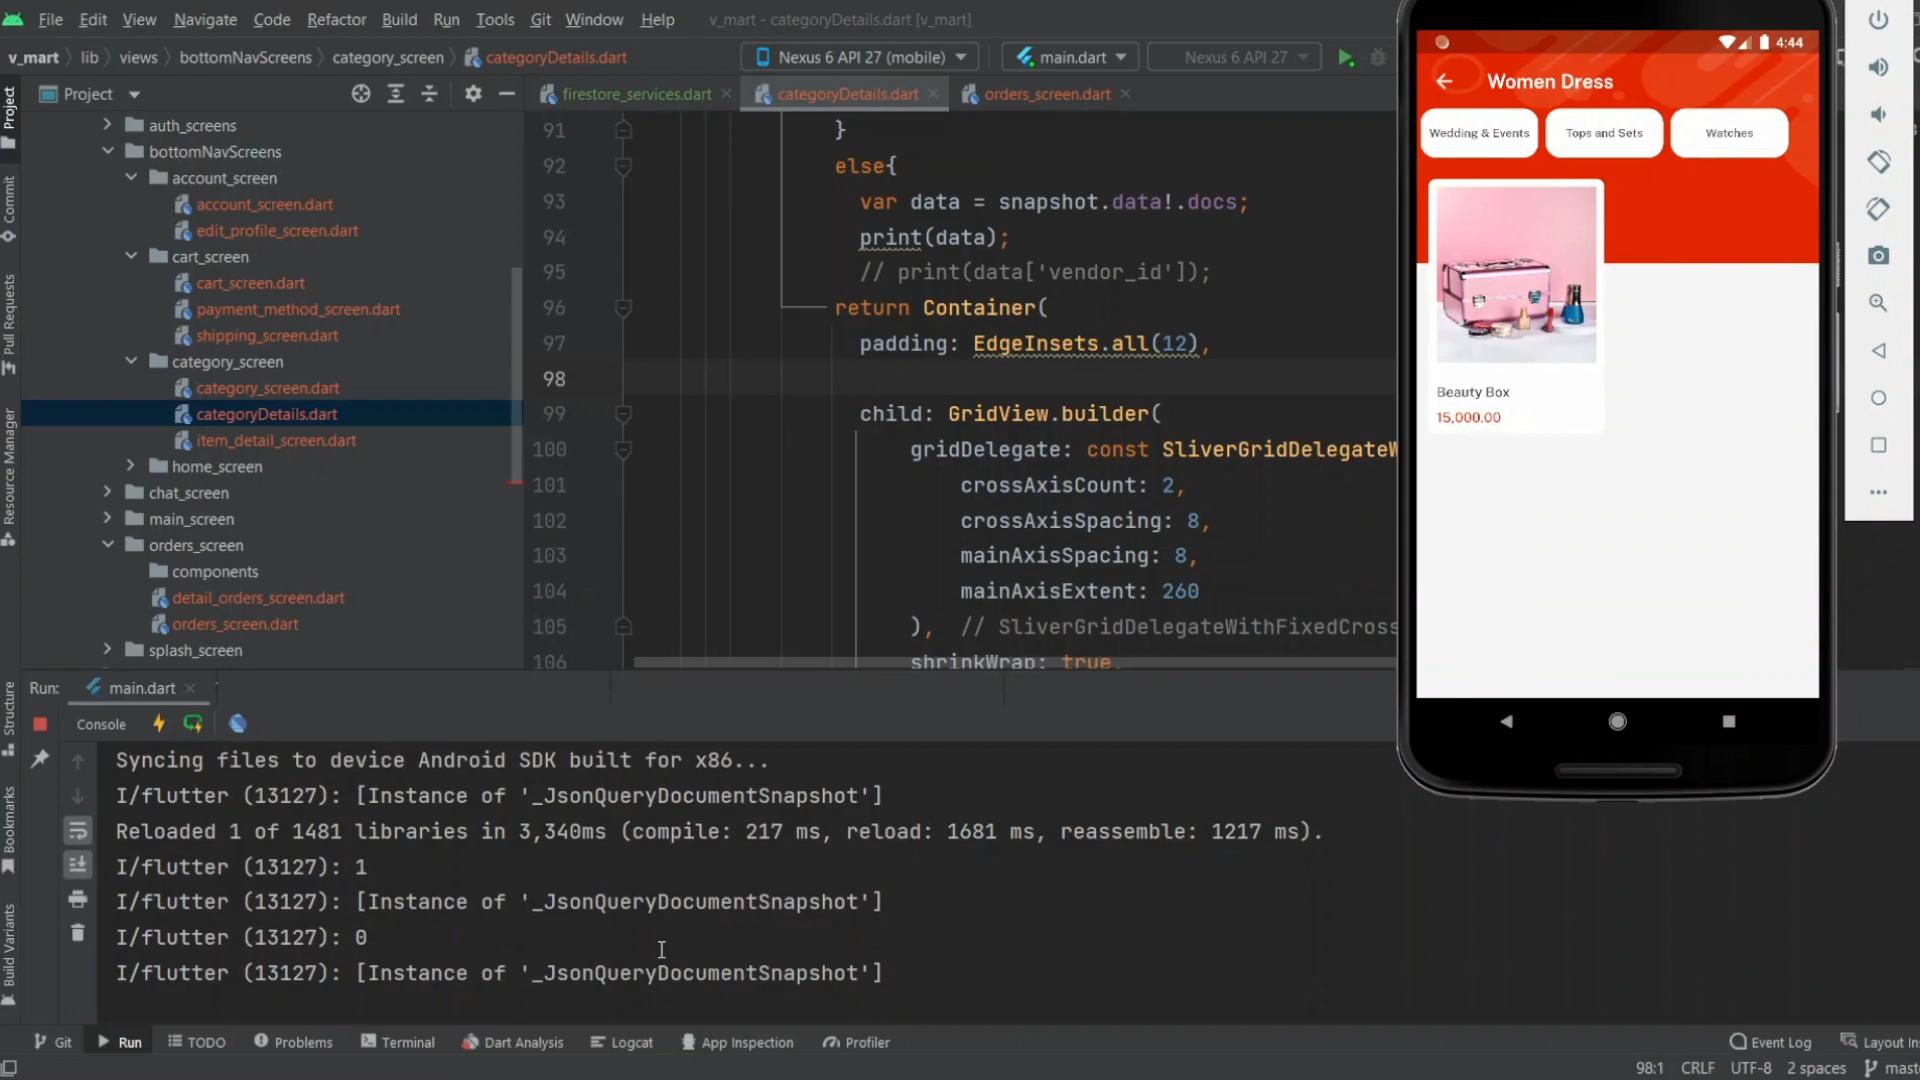 File Edit View Navigate Code Refactor Build Run Tools Git Window Help v_mart - categoryDetails.dart [v_mart]
v_mart lib views bottomNavScreens category_screen categoryDetails.dart Nexus 6 API 27 (mobile) main.dart Nexus 6 API 27
Project firestore_services.dart categoryDetails.dart orders_screen.dart
Project
Commit
Pull Requests
Resource Manager
Structure
Bookmarks
Build Variants
auth_screens
bottomNavScreens
account_screen
account_screen.dart
edit_profile_screen.dart
cart_screen
cart_screen.dart
payment_method_screen.dart
shipping_screen.dart
category_screen
category_screen.dart
categoryDetails.dart
item_detail_screen.dart
home_screen
chat_screen
main_screen
orders_screen
components
detail_orders_screen.dart
orders_screen.dart
splash_screen
91 }
92 else{
93 var data = snapshot.data!.docs;
94 print(data);
95 // print(data['vendor_id']);
96 return Container(
97 padding: EdgeInsets.all(12),
98
99 child: GridView.builder(
100 gridDelegate: const SliverGridDelegateW
101 crossAxisCount: 2,
102 crossAxisSpacing: 8,
103 mainAxisSpacing: 8,
104 mainAxisExtent: 260
105 ), // SliverGridDelegateWithFixedCross
106 shrinkWrap: true,
4:44
Women Dress
Wedding & Events Tops and Sets Watches
Beauty Box
15,000.00
Run: main.dart
Console
Syncing files to device Android SDK built for x86...
I/flutter (13127): [Instance of '_JsonQueryDocumentSnapshot']
Reloaded 1 of 1481 libraries in 3,340ms (compile: 217 ms, reload: 1681 ms, reassemble: 1217 ms).
I/flutter (13127): 1
I/flutter (13127): [Instance of '_JsonQueryDocumentSnapshot']
I/flutter (13127): 0
I/flutter (13127): [Instance of '_JsonQueryDocumentSnapshot']
Git Run TODO Problems Terminal Dart Analysis Logcat App Inspection Profiler Event Log Layout Ins
98:1 CRLF UTF-8 2 spaces mast